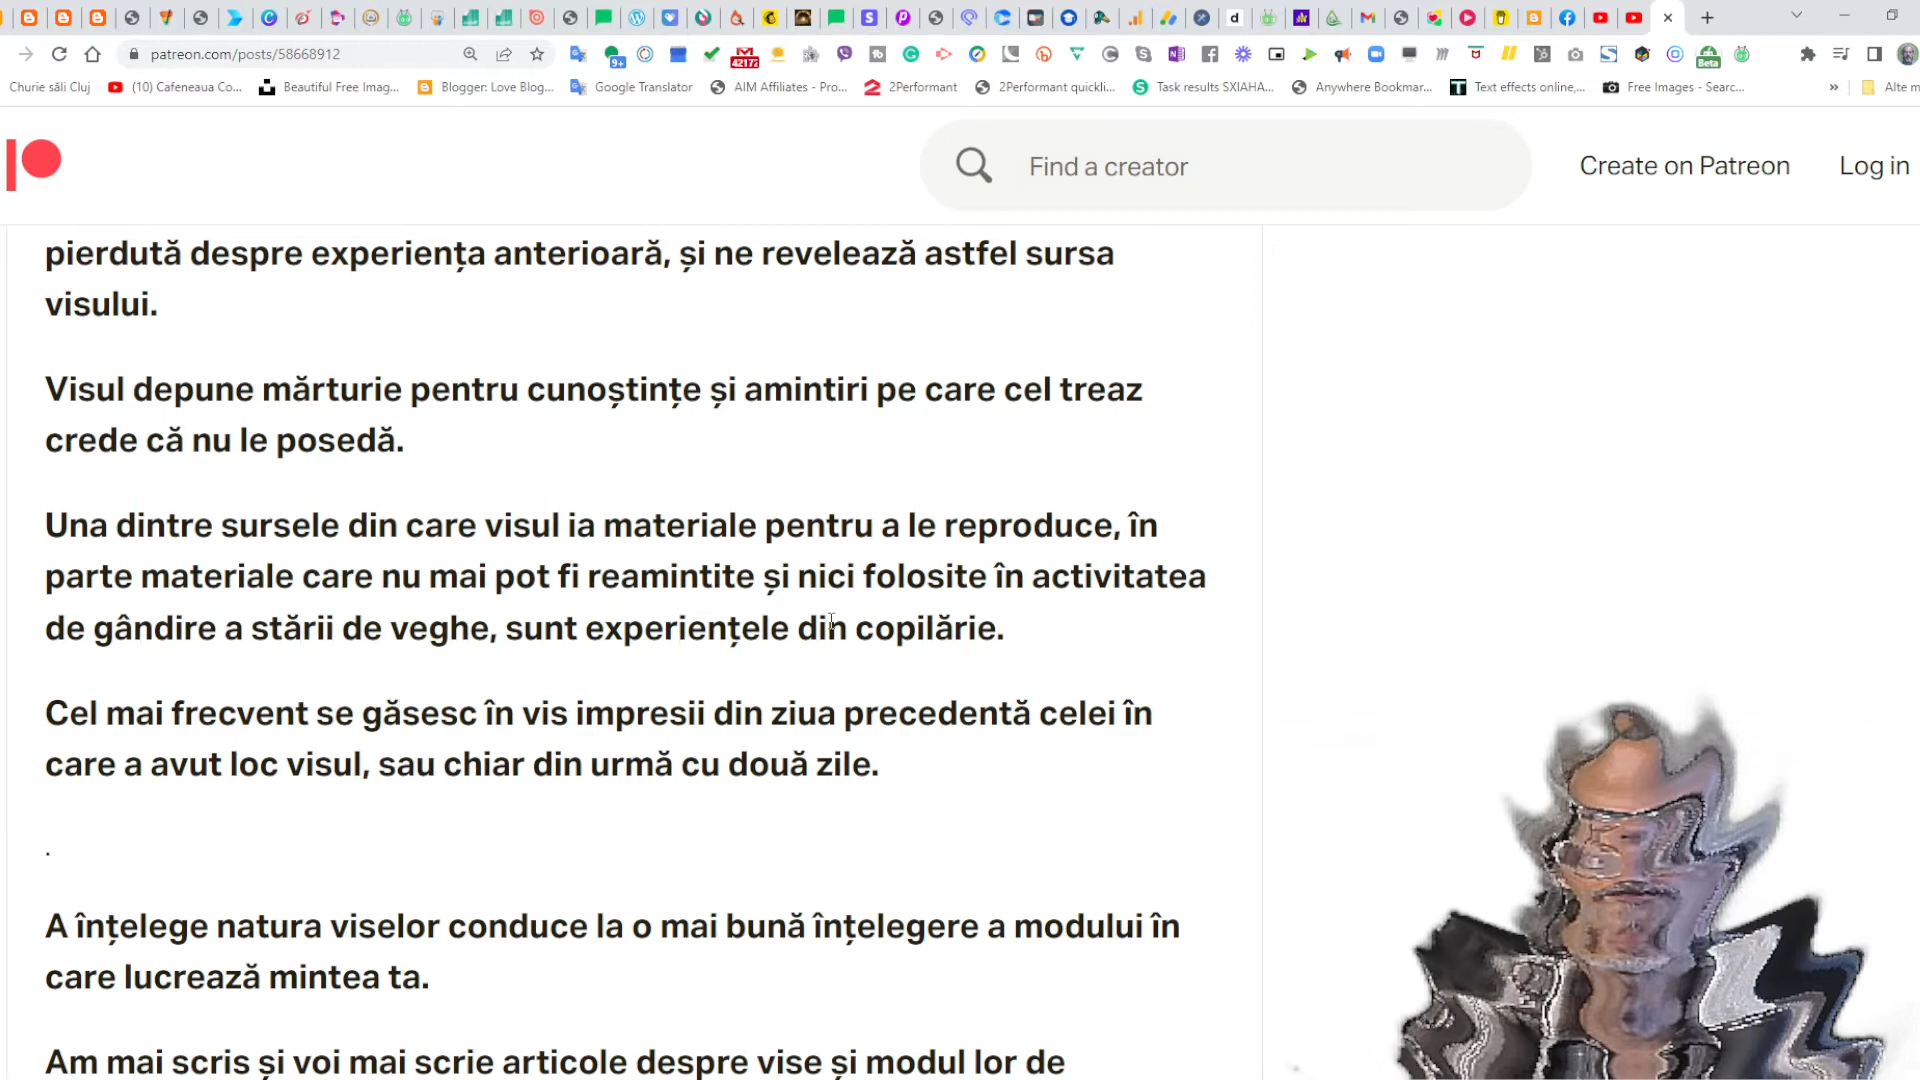 patreon.com/posts/58668912
9+
42172
Beta
Churie săli Cluj
(10) Cafeneaua Co...
Beautiful Free Imag...
Blogger: Love Blog...
Google Translator
AIM Affiliates - Pro...
2Performant
2Performant quickli...
Task results SXIAHA...
Anywhere Bookmar...
Text effects online,...
Free Images - Searc...
»
Alte m
Find a creator
Create on Patreon
Log in
pierdută despre experiența anterioară, și ne revelează astfel sursa
visului.
Visul depune mărturie pentru cunoștințe și amintiri pe care cel treaz
crede că nu le posedă.
Una dintre sursele din care visul ia materiale pentru a le reproduce, în
parte materiale care nu mai pot fi reamintite și nici folosite în activitatea
de gândire a stării de veghe, sunt experiențele din copilărie.
Cel mai frecvent se găsesc în vis impresii din ziua precedentă celei în
care a avut loc visul, sau chiar din urmă cu două zile.
.
A înțelege natura viselor conduce la o mai bună înțelegere a modului în
care lucrează mintea ta.
Am mai scris și voi mai scrie articole despre vise și modul lor de